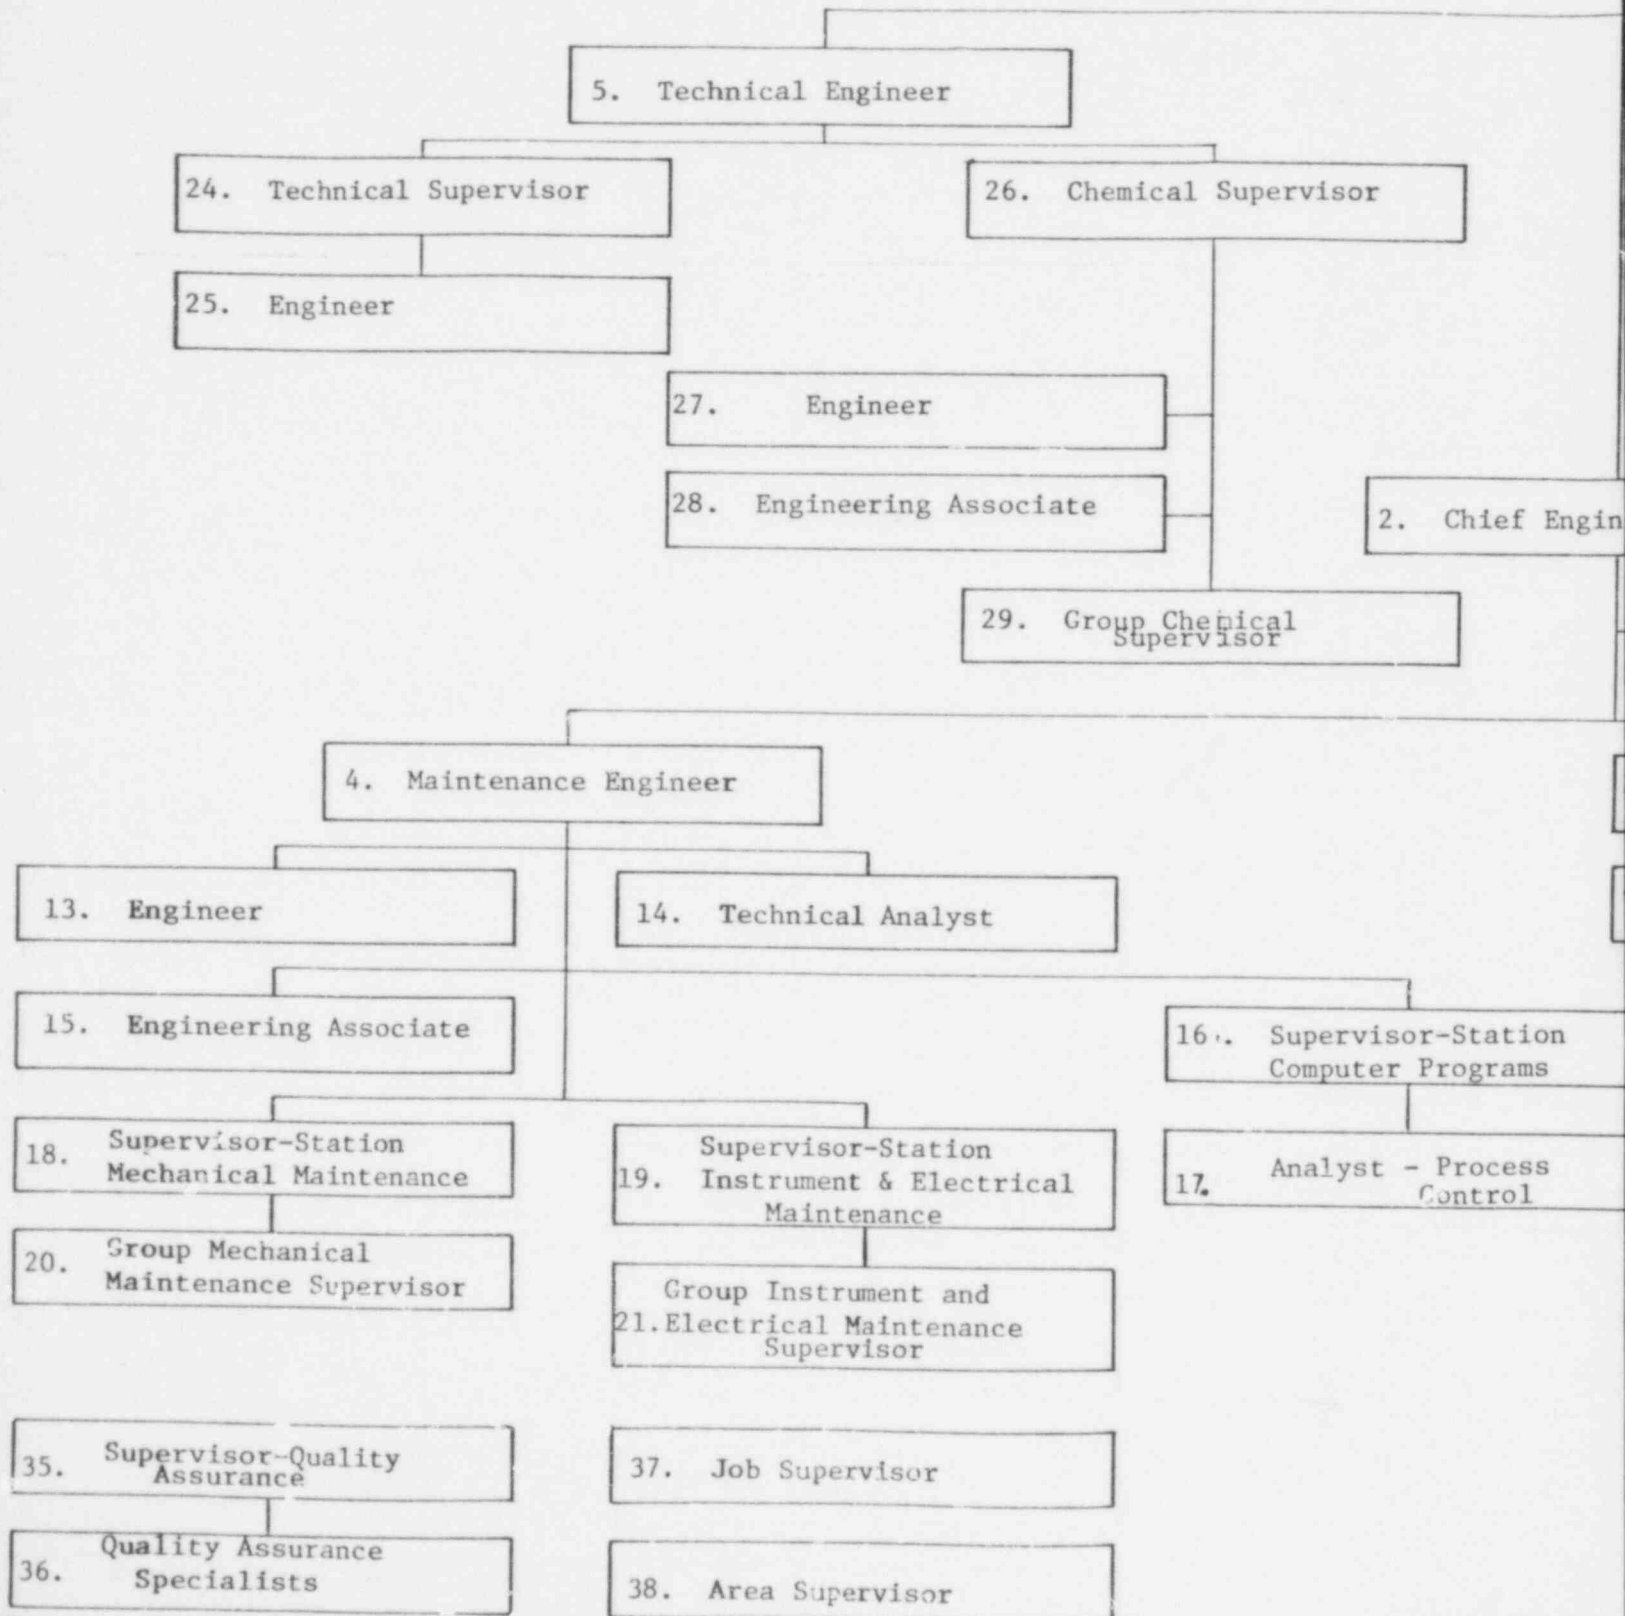 5. Technical Engineer
24. Technical Supervisor
26. Chemical Supervisor
25. Engineer
27. Engineer
28. Engineering Associate
2. Chief Engin
29. Group Chemical
Supervisor
4. Maintenance Engineer
13. Engineer
14. Technical Analyst
15. Engineering Associate
16. Supervisor-Station
Computer Programs
18. Supervisor-Station
Mechanical Maintenance
19. Supervisor-Station
Instrument & Electrical
Maintenance
17. Analyst - Process
Control
20. Group Mechanical
Maintenance Supervisor
21. Group Instrument and
Electrical Maintenance
Supervisor
35. Supervisor-Quality
Assurance
37. Job Supervisor
36. Quality Assurance
Specialists
38. Area Supervisor